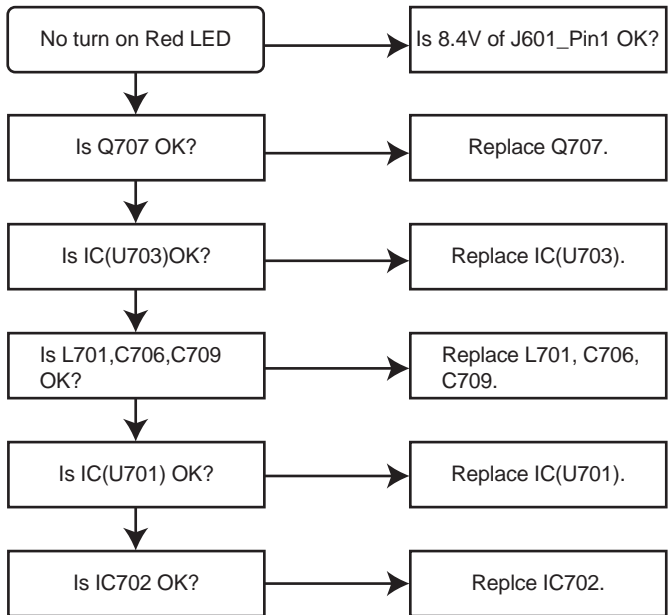 No turn on Red LED
Is 8.4V of J601_Pin1 OK?
Is Q707 OK?
Replace Q707.
Is IC(U703)OK?
Replace IC(U703).
Is L701,C706,C709
OK?
Replace L701, C706,
C709.
Is IC(U701) OK?
Replace IC(U701).
Is IC702 OK?
Replce IC702.